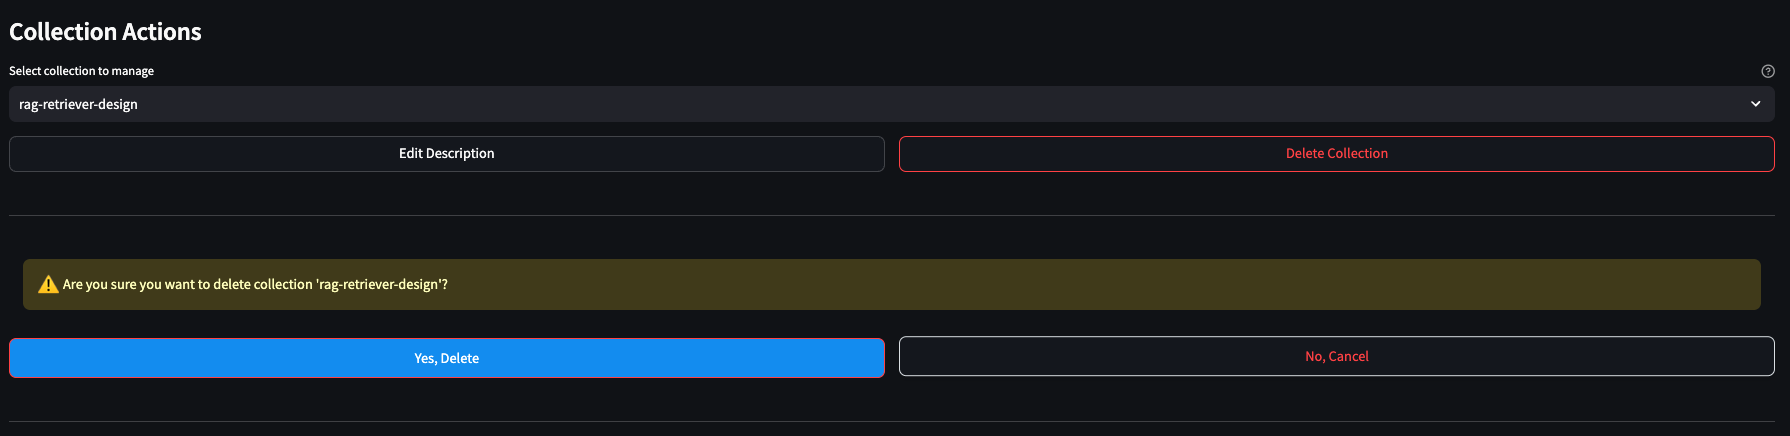 Collection Actions
Select collection to manage
rag-retriever-design
Edit Description
Delete Collection
Are you sure you want to delete collection 'rag-retriever-design'?
Yes, Delete
No, Cancel